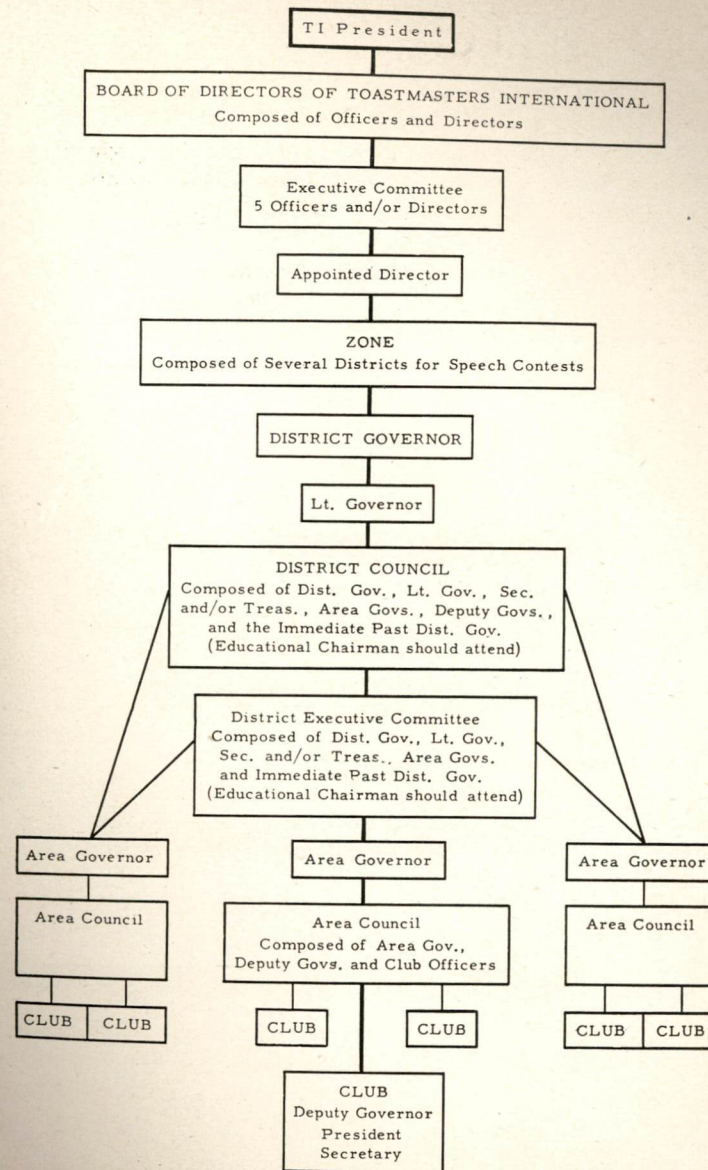 TI President
BOARD OF DIRECTORS OF TOASTMASTERS INTERNATIONAL
Composed of Officers and Directors
Executive Committee
5 Officers and/or Directors
Appointed Director
ZONE
Composed of Several Districts for Speech Contests
DISTRICT GOVERNOR
Lt. Governor
DISTRICT COUNCIL
Composed of Dist. Gov., Lt. Gov., Sec.
and/or Treas., Area Govs., Deputy Govs.,
and the Immediate Past Dist. Gov.
(Educational Chairman should attend)
District Executive Committee
Composed of Dist. Gov., Lt. Gov.,
Sec. and/or Treas., Area Govs.
and Immediate Past Dist. Gov.
(Educational Chairman should attend)
Area Governor
Area Council
CLUB
CLUB
Area Governor
Area Council
Composed of Area Gov.,
Deputy Govs. and Club Officers
CLUB
CLUB
CLUB
Deputy Governor
President
Secretary
Area Governor
Area Council
CLUB
CLUB